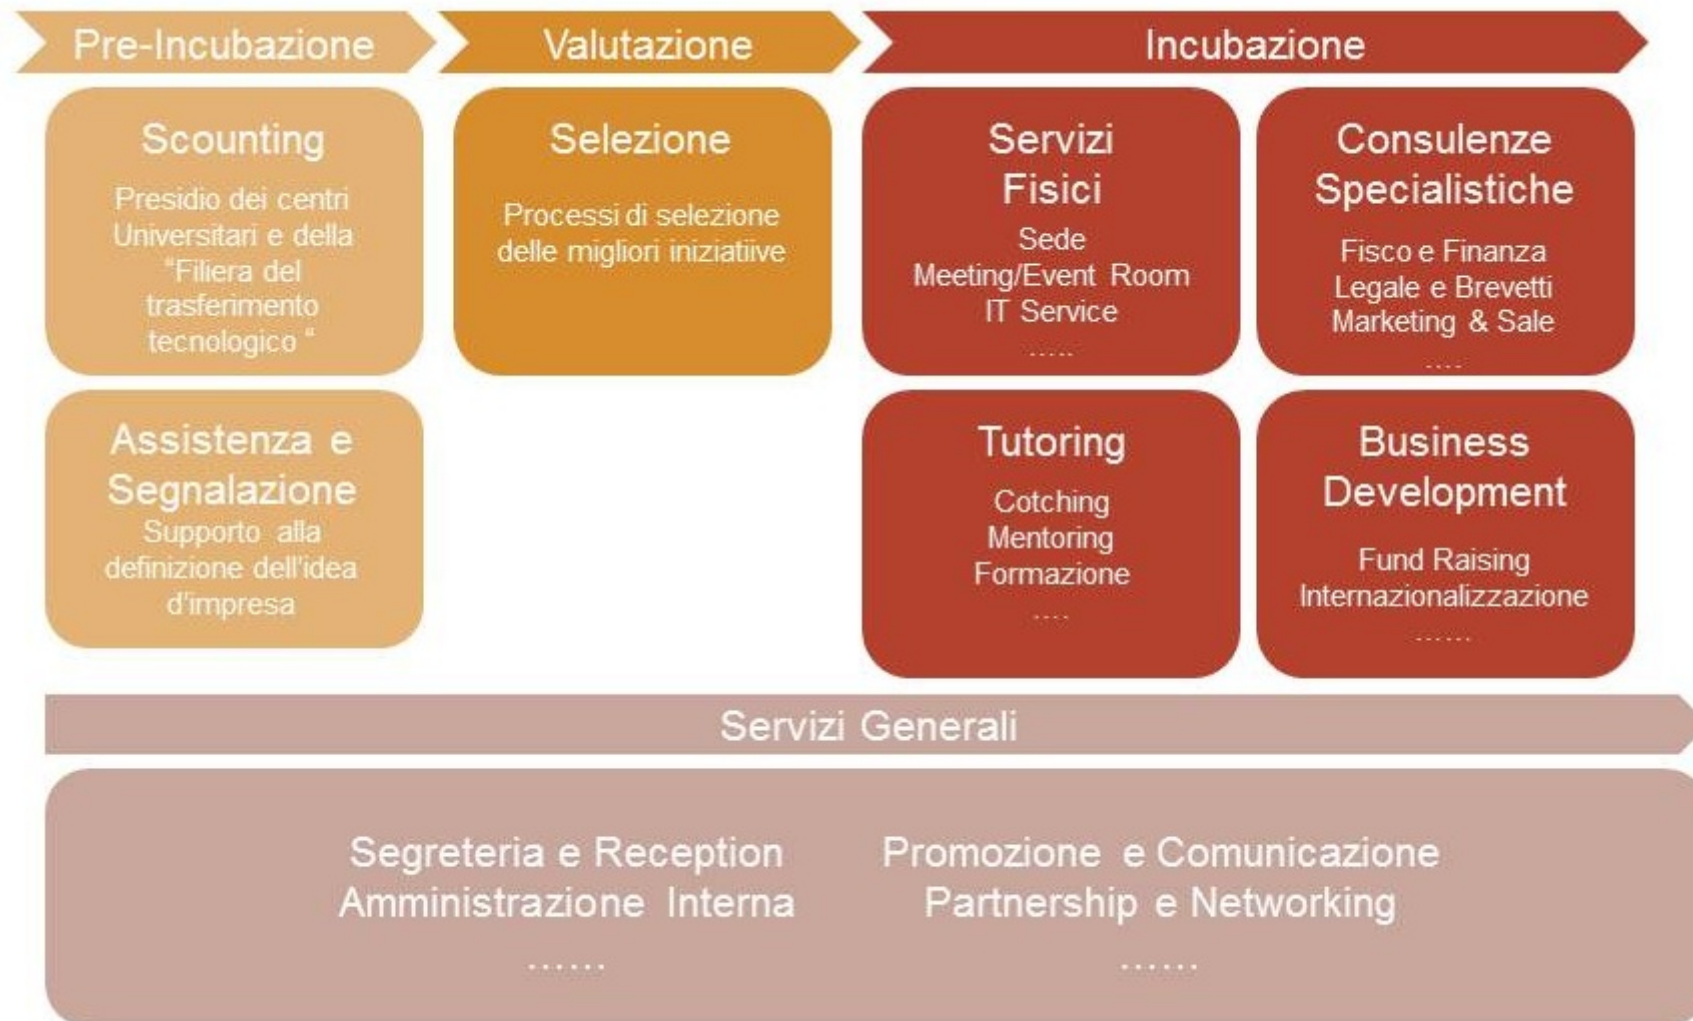 Pre-Incubazione
Valutazione
Incubazione
Scounting
Presidio dei centri
Universitari e della
"Filiera del
trasferimento
tecnologico "
Assistenza e
Segnalazione
Supporto alla
definizione dell'idea
d'impresa
Selezione
Processi di selezione
delle migliori iniziatiive
Servizi
Fisici
Sede
Meeting/Event Room
IT Service
.....
Consulenze
Specialistiche
Fisco e Finanza
Legale e Brevetti
Marketing & Sale
....
Tutoring
Cotching
Mentoring
Formazione
....
Business
Development
Fund Raising
Internazionalizzazione
......
Servizi Generali
Segreteria e Reception
Amministrazione Interna
......
Promozione e Comunicazione
Partnership e Networking
......